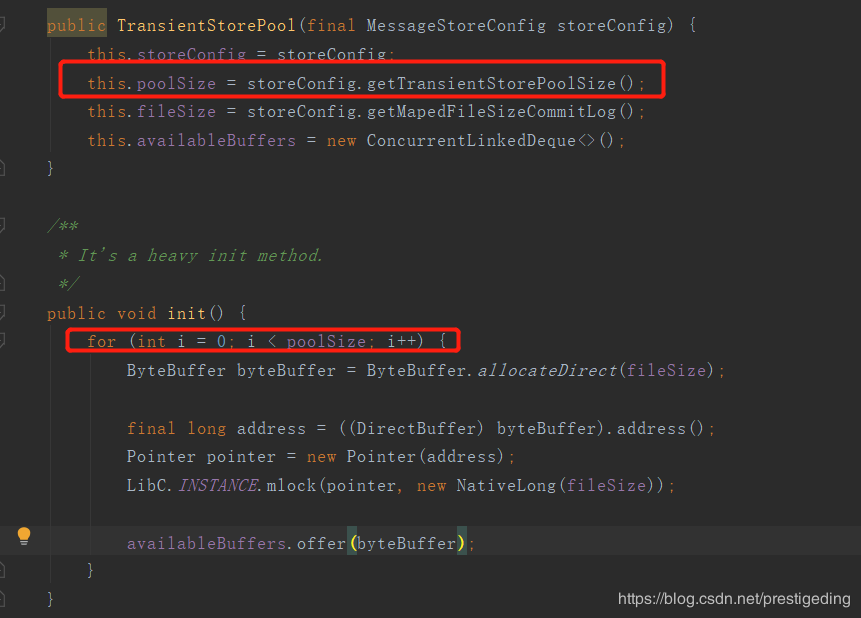 public TransientStorePool(final MessageStoreConfig storeConfig) {
this.storeConfig = storeConfig;
this.poolSize = storeConfig.getTransientStorePoolSize();
this.fileSize = storeConfig.getMapedFileSizeCommitLog();
this.availableBuffers = new ConcurrentLinkedDeque<>();
}
/**
* It's a heavy init method.
*/
public void init() {
for (int i = 0; i < poolSize; i++) {
ByteBuffer byteBuffer = ByteBuffer.allocateDirect(fileSize);
final long address = ((DirectBuffer) byteBuffer).address();
Pointer pointer = new Pointer(address);
LibC.INSTANCE.mlock(pointer, new NativeLong(fileSize));
availableBuffers.offer(byteBuffer);
}
}
https://blog.csdn.net/prestigeding